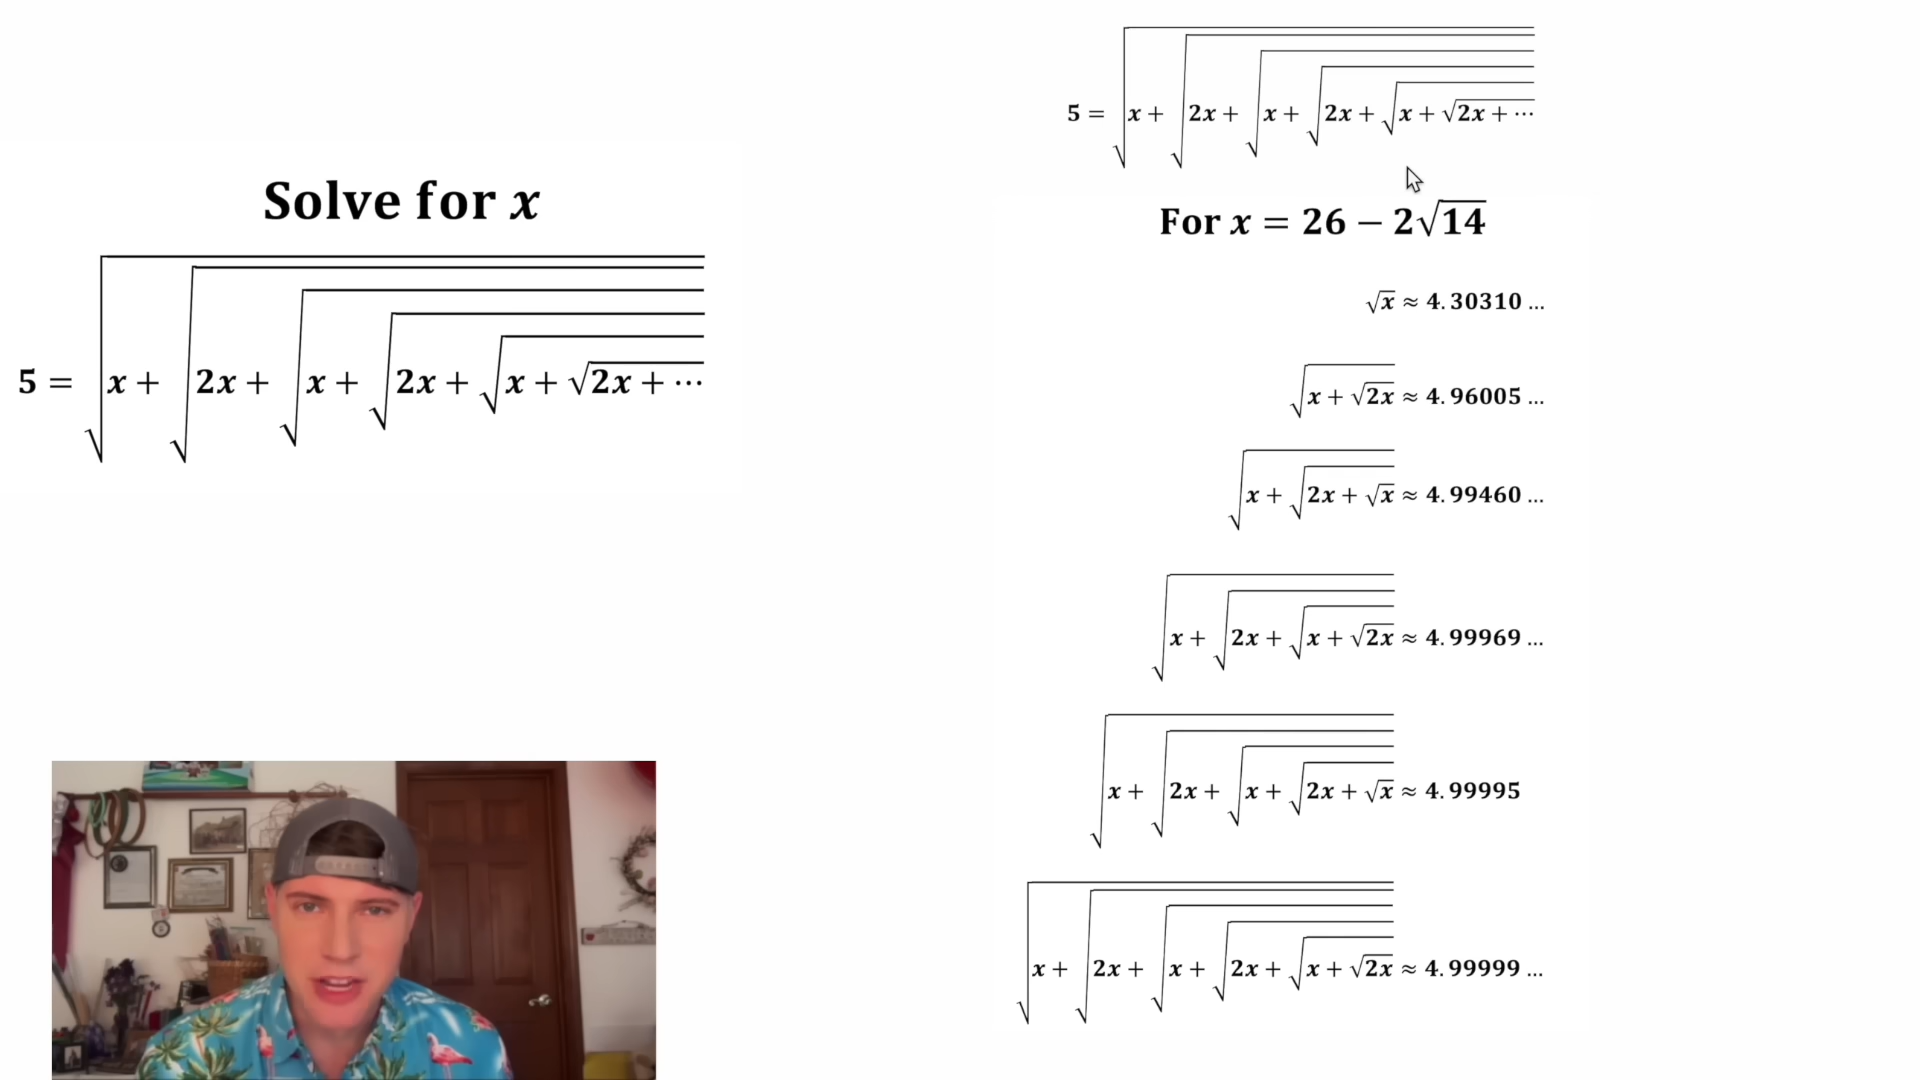 Solve for x
5 = √(x + √(2x + √(x + √(2x + √(x + √(2x + ⋯
5 = √(x + √(2x + √(x + √(2x + √(x + √(2x + ⋯
For x = 26 − 2√14
√x ≈ 4.30310 …
√(x + √2x) ≈ 4.96005 …
√(x + √(2x + √x)) ≈ 4.99460 …
√(x + √(2x + √(x + √2x))) ≈ 4.99969 …
√(x + √(2x + √(x + √(2x + √x)))) ≈ 4.99995
√(x + √(2x + √(x + √(2x + √(x + √2x))))) ≈ 4.99999 …